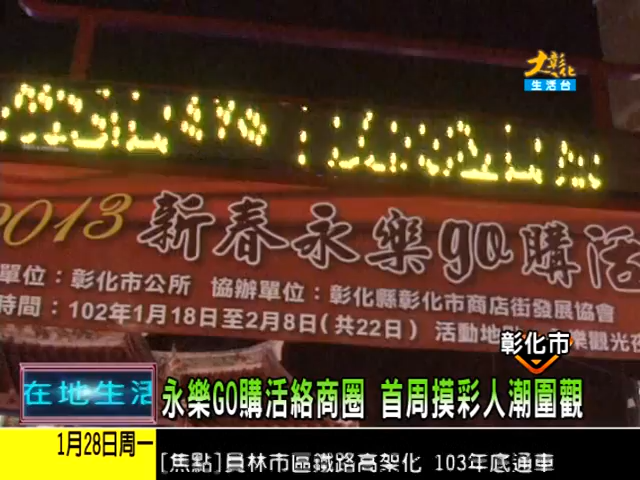 大彰化
生活台
2013 新春永樂go購活
單位：彰化市公所 協辦單位：彰化縣彰化市商店街發展協會
時間：102年1月18日至2月8日(共22日) 活動地
樂觀光夜
彰化市
在地生活
永樂GO購活絡商圈 首周摸彩人潮圍觀
1月28日周一
[焦點]員林市區鐵路高架化 103年底通車